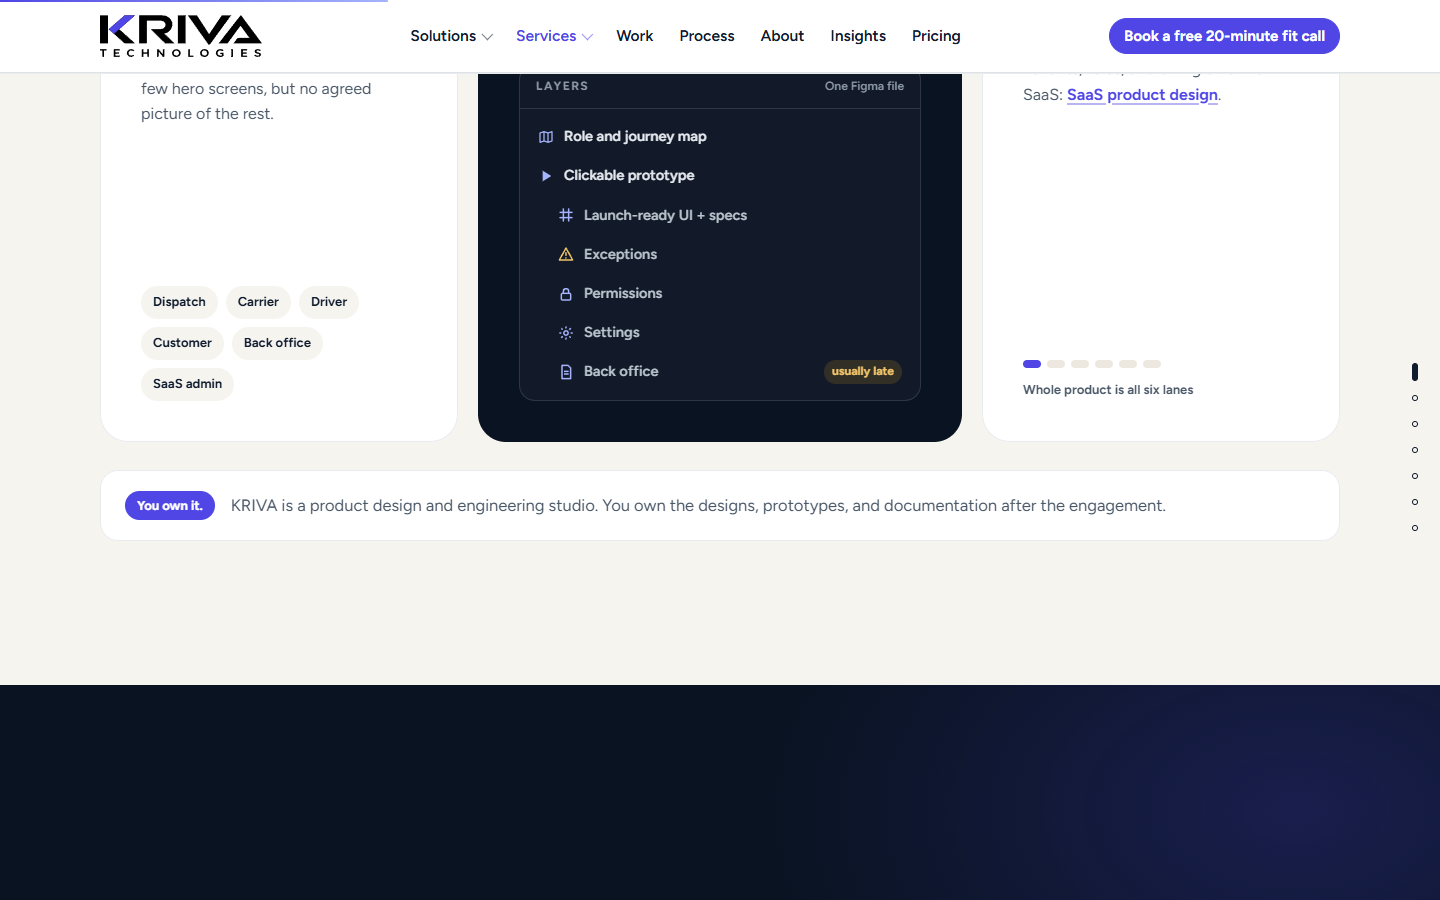 KRIVA
TECHNOLOGIES
Solutions
Services
Work
Process
About
Insights
Pricing
Book a free 20-minute fit call
few hero screens, but no agreed
picture of the rest.
Dispatch
Carrier
Driver
Customer
Back office
SaaS admin
LAYERS
One Figma file
Role and journey map
Clickable prototype
Launch-ready UI + specs
Exceptions
Permissions
Settings
Back office
usually late
SaaS: SaaS product design.
Whole product is all six lanes
You own it.
KRIVA is a product design and engineering studio. You own the designs, prototypes, and documentation after the engagement.